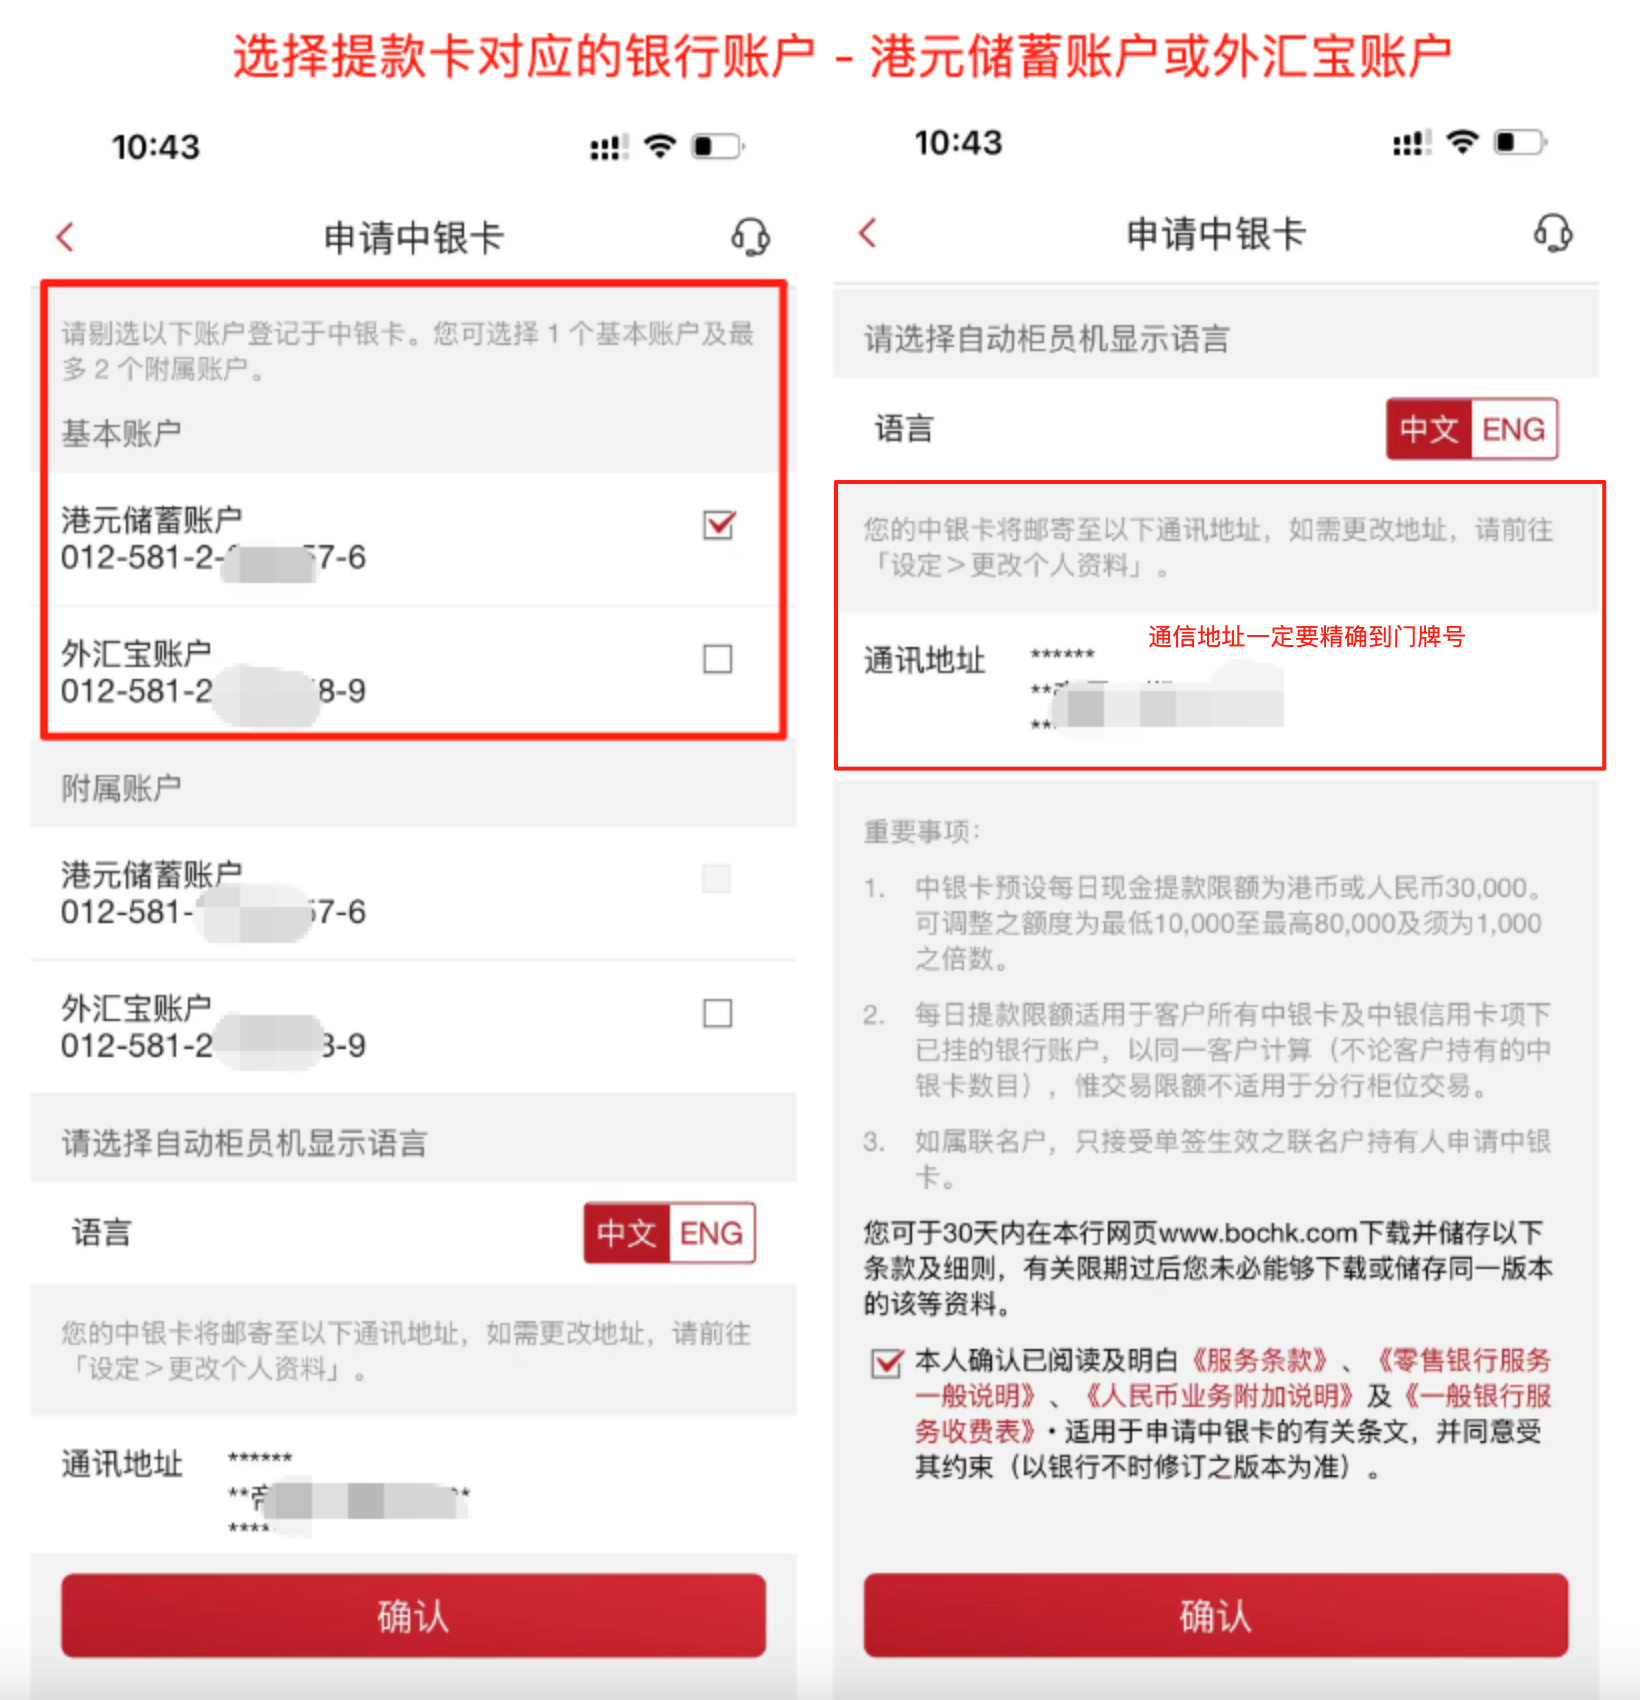 选择提款卡对应的银行账户 - 港元储蓄账户或外汇宝账户
10:43
申请中银卡
请剔选以下账户登记于中银卡。您可选择 1 个基本账户及最
多 2 个附属账户。
基本账户
港元储蓄账户
012-581-2- 57-6
外汇宝账户
012-581-2 8-9
附属账户
港元储蓄账户
012-581- 57-6
外汇宝账户
012-581-2 8-9
请选择自动柜员机显示语言
语言
中文 ENG
您的中银卡将邮寄至以下通讯地址，如需更改地址，请前往
「设定＞更改个人资料」。
通讯地址 ******
**帝 *
****
确认
10:43
申请中银卡
请选择自动柜员机显示语言
语言
中文 ENG
您的中银卡将邮寄至以下通讯地址，如需更改地址，请前往
「设定＞更改个人资料」。
通信地址一定要精确到门牌号
通讯地址 ******
**
**
重要事项：
1. 中银卡预设每日现金提款限额为港币或人民币30,000。
可调整之额度为最低10,000至最高80,000及须为1,000
之倍数。
2. 每日提款限额适用于客户所有中银卡及中银信用卡项下
已挂的银行账户，以同一客户计算（不论客户持有的中
银卡数目），惟交易限额不适用于分行柜位交易。
3. 如属联名户，只接受单签生效之联名户持有人申请中银
卡。
您可于30天内在本行网页www.bochk.com下载并储存以下
条款及细则，有关限期过后您未必能够下载或储存同一版本
的该等资料。
本人确认已阅读及明白《服务条款》、《零售银行服务
一般说明》、《人民币业务附加说明》及《一般银行服
务收费表》・适用于申请中银卡的有关条文，并同意受
其约束（以银行不时修订之版本为准）。
确认